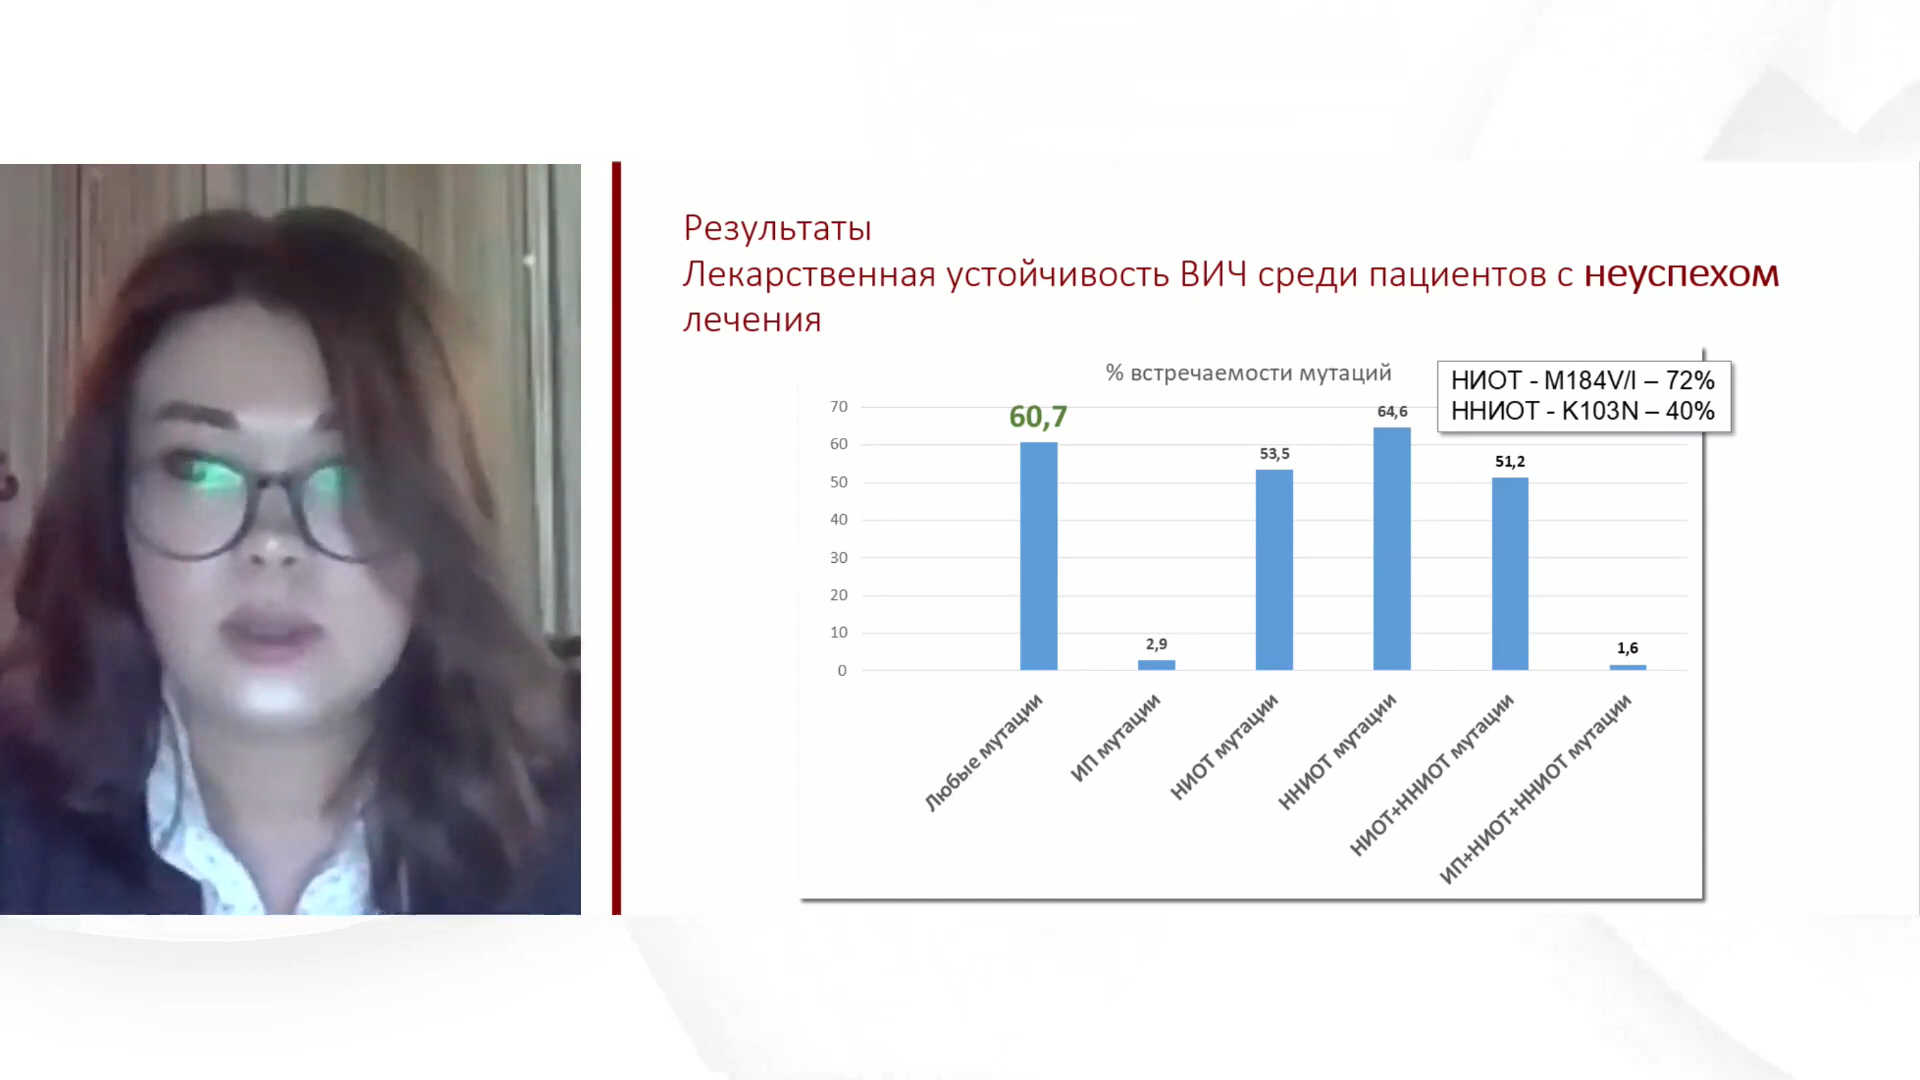 Результаты
Лекарственная устойчивость ВИЧ среди пациентов с неуспехом
лечения
% встречаемости мутаций
НИОТ - M184V/I – 72%
ННИОТ - K103N – 40%
70
60
50
40
30
20
10
0
60,7
2,9
53,5
64,6
51,2
1,6
Любые мутации
ИП мутации
НИОТ мутации
ННИОТ мутации
НИОТ+ННИОТ мутации
ИП+НИОТ+ННИОТ мутации